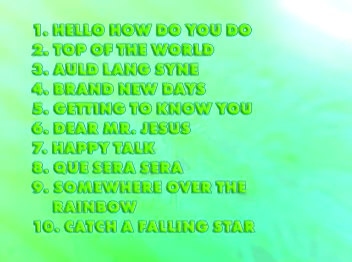 1. HELLO HOW DO YOU DO
2. TOP OF THE WORLD
3. AULD LANG SYNE
4. BRAND NEW DAYS
5. GETTING TO KNOW YOU
6. DEAR MR. JESUS
7. HAPPY TALK
8. QUE SERA SERA
9. SOMEWHERE OVER THE
RAINBOW
10. CATCH A FALLING STAR